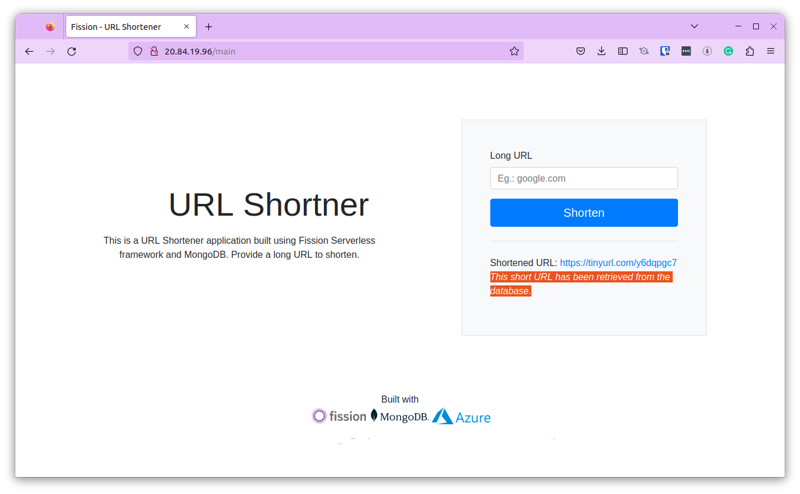 Fission - URL Shortener
20.84.19.96/main
URL Shortner
This is a URL Shortener application built using Fission Serverless
framework and MongoDB. Provide a long URL to shorten.
Long URL
Eg.: google.com
Shorten
Shortened URL: https://tinyurl.com/y6dqpgc7
This short URL has been retrieved from the
database.
Built with
fission MongoDB. Azure